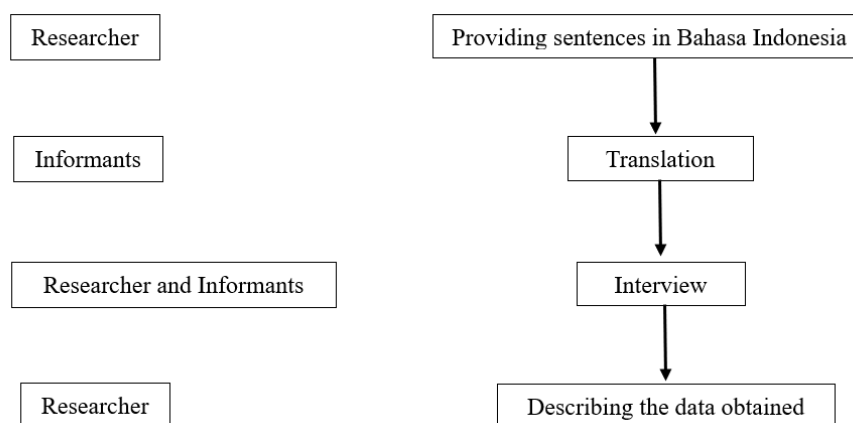 Researcher
Providing sentences in Bahasa Indonesia
Informants
Translation
Researcher and Informants
Interview
Researcher
Describing the data obtained